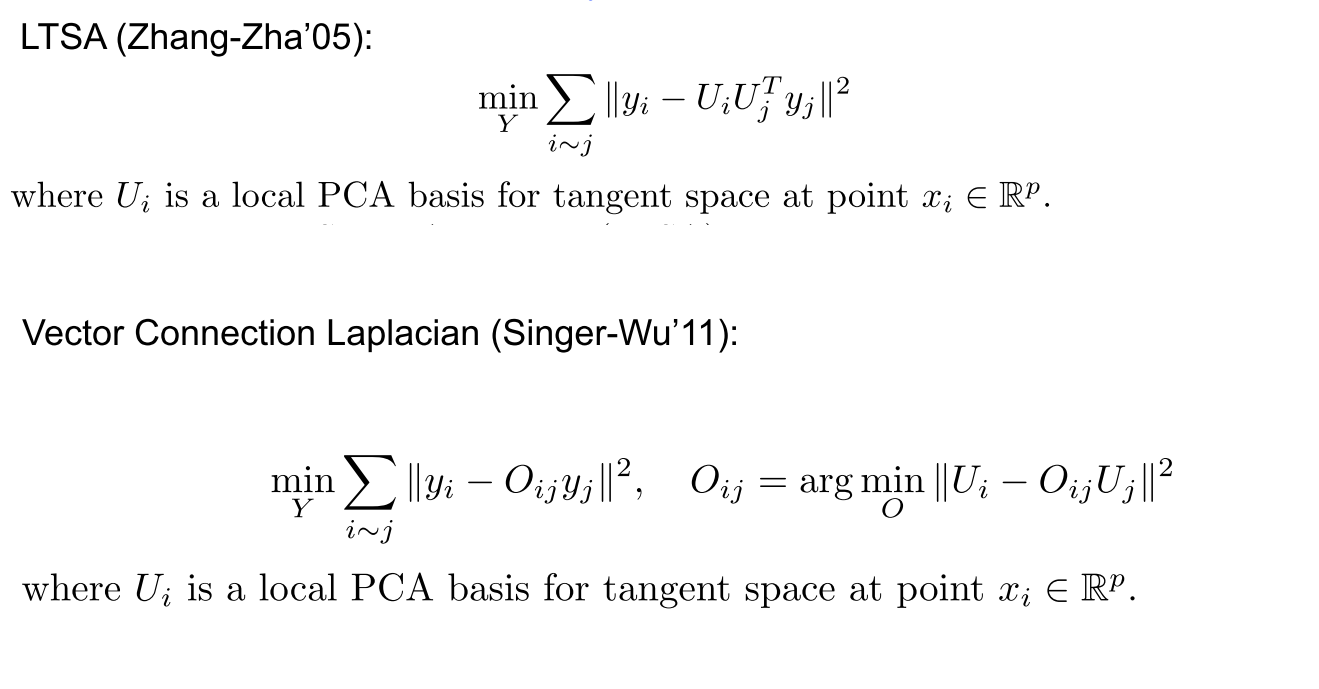 LTSA (Zhang-Zha'05):
min_Y ∑_{i∼j} ‖y_i − U_i U_j^T y_j‖^2
where U_i is a local PCA basis for tangent space at point x_i ∈ ℝ^p.
Vector Connection Laplacian (Singer-Wu'11):
min_Y ∑_{i∼j} ‖y_i − O_{ij} y_j‖^2, O_{ij} = arg min_O ‖U_i − O_{ij} U_j‖^2
where U_i is a local PCA basis for tangent space at point x_i ∈ ℝ^p.